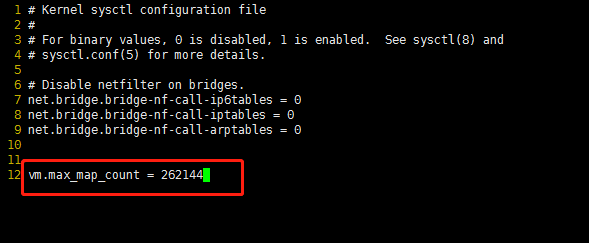 1 # Kernel sysctl configuration file
2 #
3 # For binary values, 0 is disabled, 1 is enabled.  See sysctl(8) and
4 # sysctl.conf(5) for more details.
5
6 # Disable netfilter on bridges.
7 net.bridge.bridge-nf-call-ip6tables = 0
8 net.bridge.bridge-nf-call-iptables = 0
9 net.bridge.bridge-nf-call-arptables = 0
10
11
12 vm.max_map_count = 262144